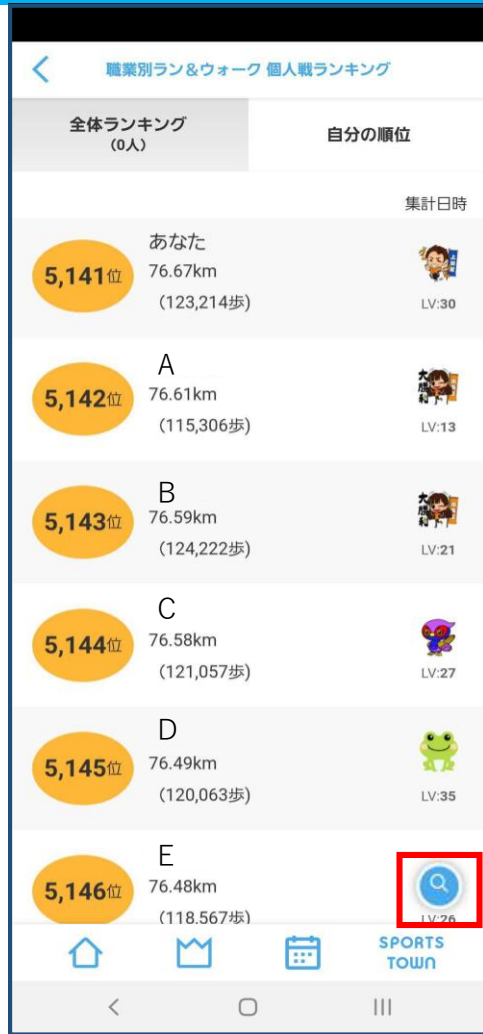 職業別ラン＆ウォーク 個人戦ランキング
全体ランキング
(0人)
自分の順位
集計日時
5,141位
あなた
76.67km
(123,214歩)
LV:30
5,142位
A
76.61km
(115,306歩)
LV:13
5,143位
B
76.59km
(124,222歩)
LV:21
5,144位
C
76.58km
(121,057歩)
LV:27
5,145位
D
76.49km
(120,063歩)
LV:35
5,146位
E
76.48km
(118,567歩)
LV:26
SPORTS
TOWN